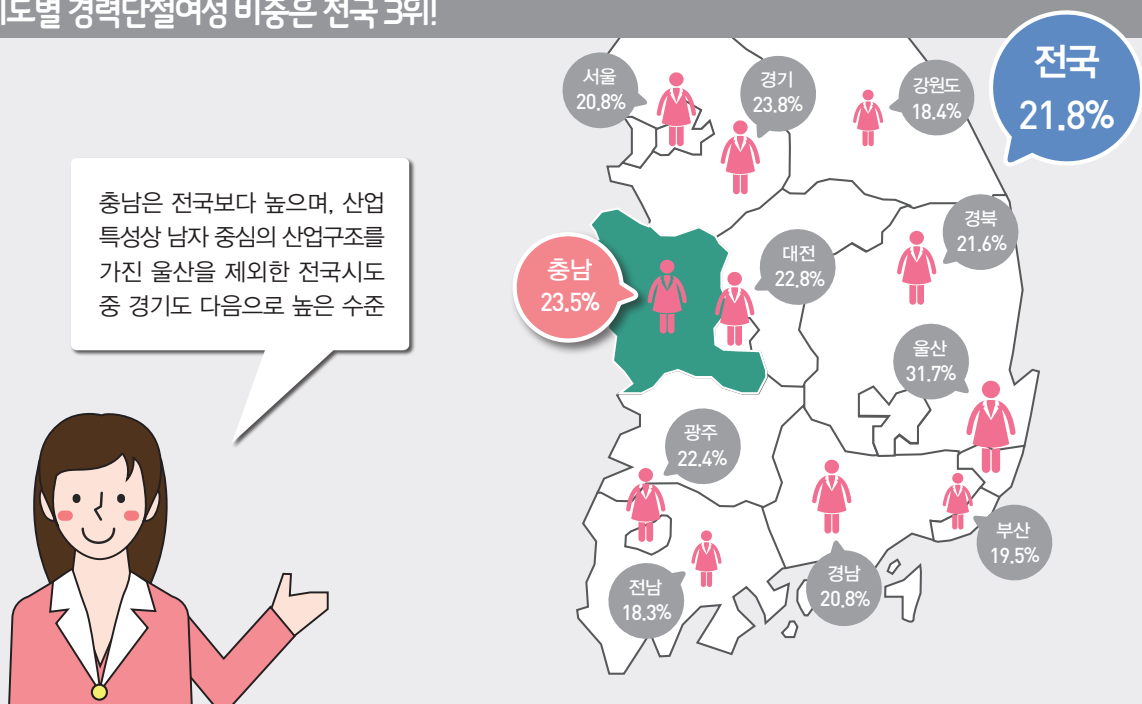 시도별 경력단절여성 비중은 전국 3위!
전국
21.8%
서울
20.8%
경기
23.8%
강원도
18.4%
충남은 전국보다 높으며, 산업
특성상 남자 중심의 산업구조를
가진 울산을 제외한 전국시도
중 경기도 다음으로 높은 수준
충남
23.5%
대전
22.8%
경북
21.6%
울산
31.7%
광주
22.4%
부산
19.5%
전남
18.3%
경남
20.8%